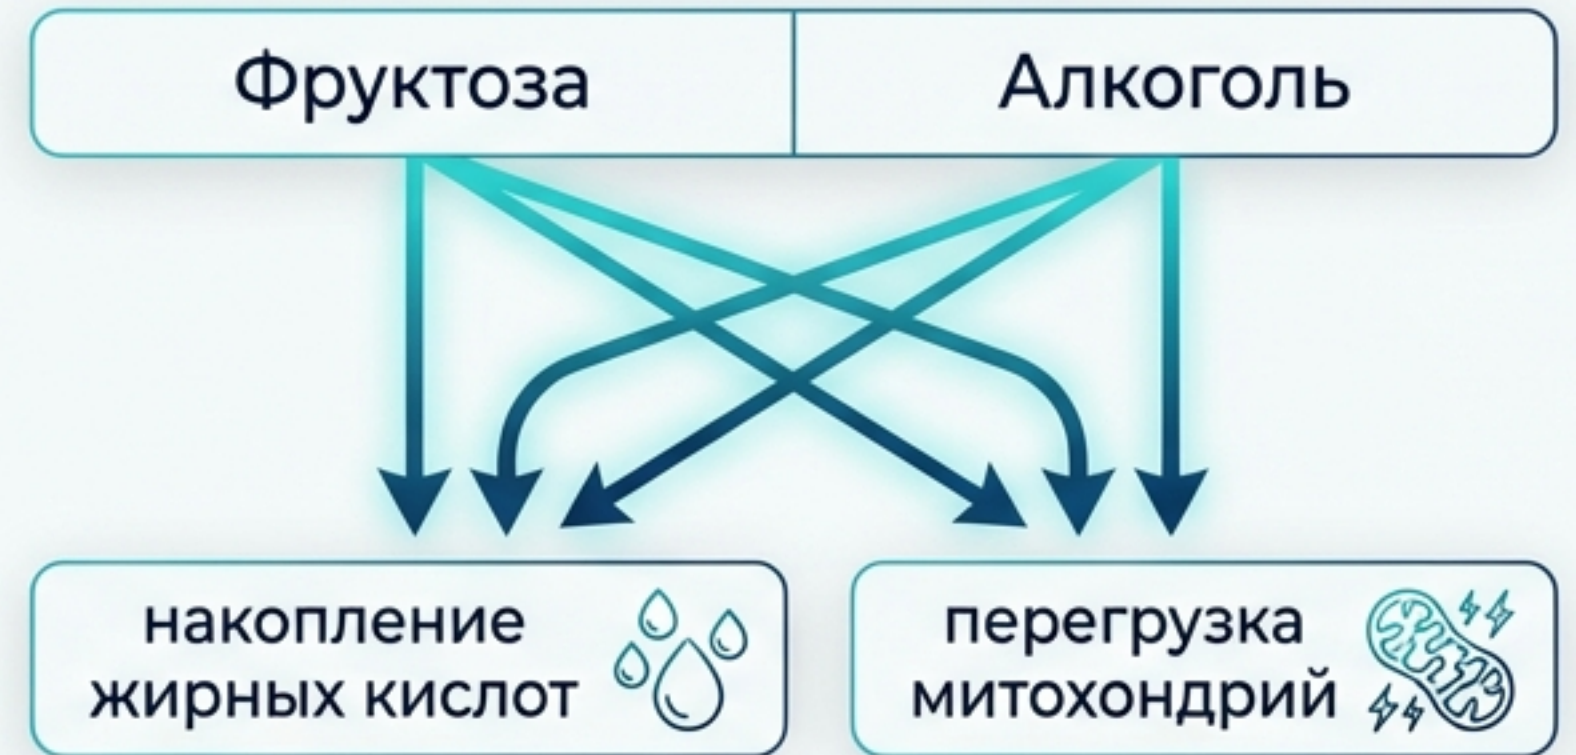 Фруктоза
Алкоголь
накопление
жирных кислот
перегрузка
митохондрий